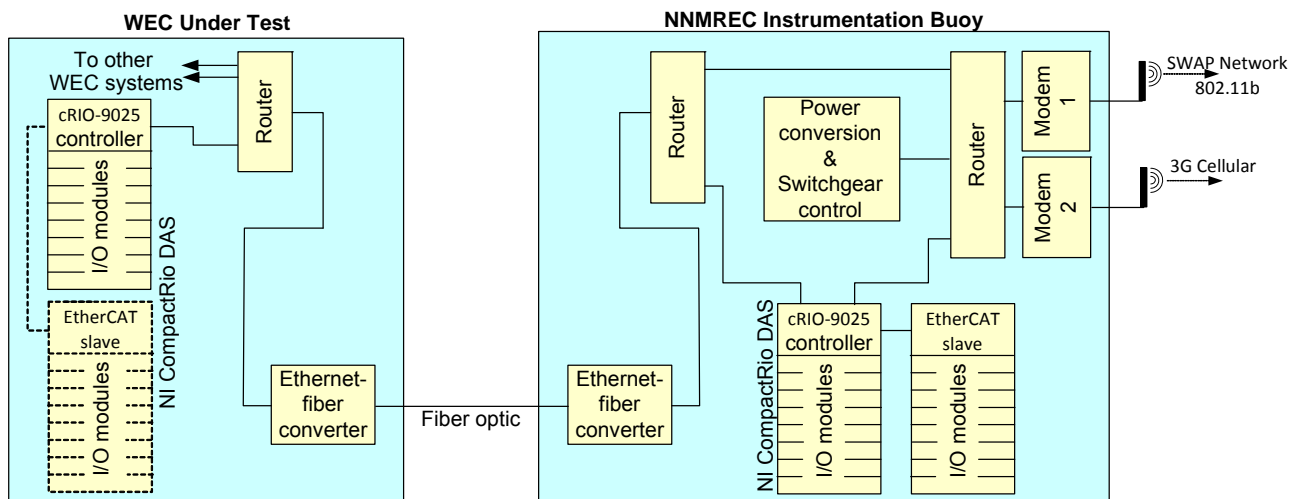 WEC Under Test
To other
WEC systems
Router
cRIO-9025
controller
I/O modules
NI CompactRio DAS
EtherCAT
slave
I/O modules
Ethernet-
fiber
converter
Fiber optic
NNMREC Instrumentation Buoy
Router
Power
conversion
&
Switchgear
control
Router
Modem
1
Modem
2
SWAP Network
802.11b
3G Cellular
Ethernet-
fiber
converter
NI CompactRio DAS
cRIO-9025
controller
I/O modules
EtherCAT
slave
I/O modules